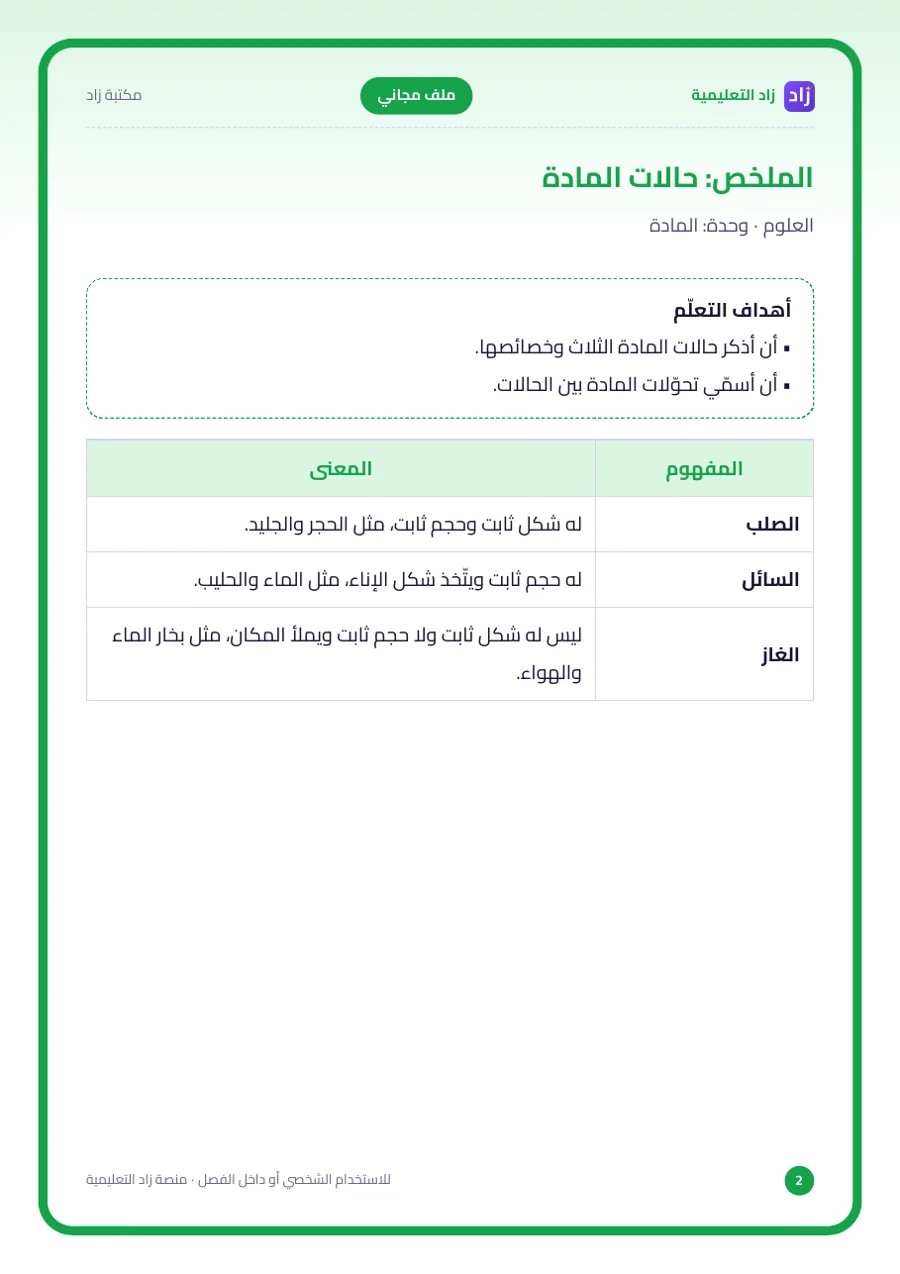 زاد زاد التعليمية
ملف مجاني
مكتبة زاد
الملخص: حالات المادة
العلوم · وحدة: المادة
أهداف التعلّم
▪ أن أذكر حالات المادة الثلاث وخصائصها.
▪ أن أسمّي تحوّلات المادة بين الحالات.
المفهوم المعنى
الصلب له شكل ثابت وحجم ثابت، مثل الحجر والجليد.
السائل له حجم ثابت ويتّخذ شكل الإناء، مثل الماء والحليب.
الغاز ليس له شكل ثابت ولا حجم ثابت ويملأ المكان، مثل بخار الماء
والهواء.
2
للاستخدام الشخصي أو داخل الفصل · منصة زاد التعليمية